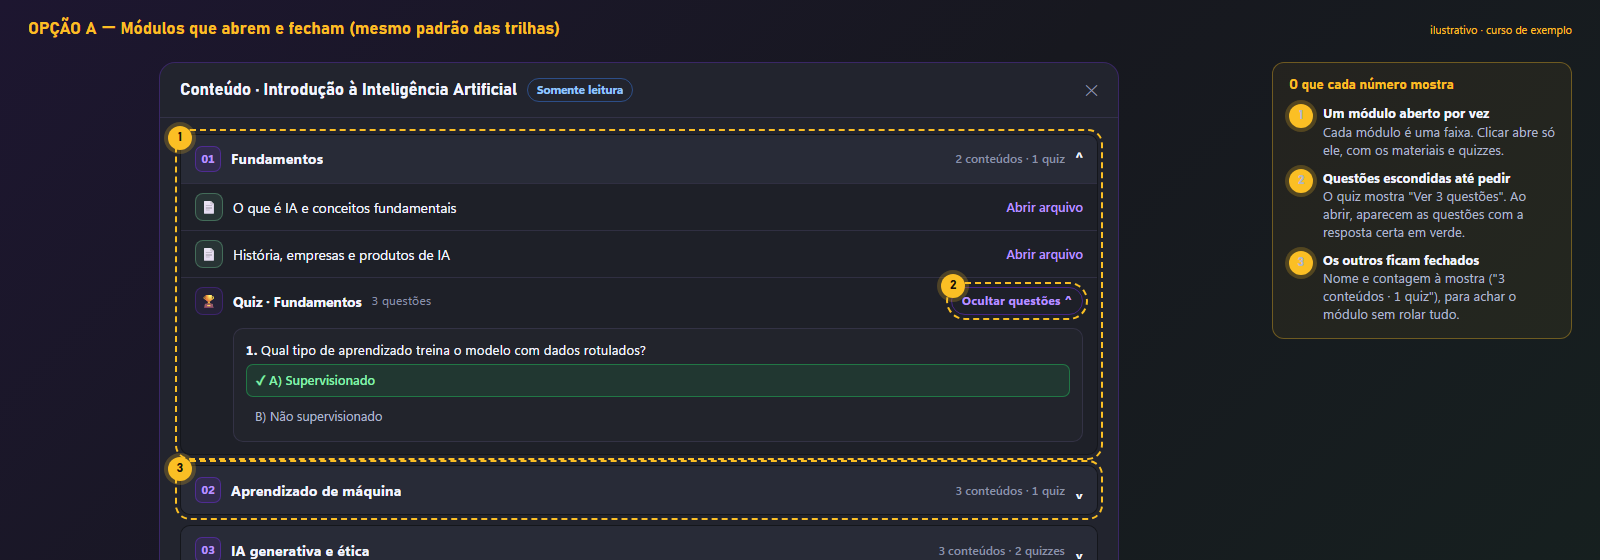 OPÇÃO A — Módulos que abrem e fecham (mesmo padrão das trilhas)
ilustrativo · curso de exemplo
Conteúdo · Introdução à Inteligência Artificial
Somente leitura
1
01
Fundamentos
2 conteúdos · 1 quiz
O que é IA e conceitos fundamentais
Abrir arquivo
História, empresas e produtos de IA
Abrir arquivo
Quiz · Fundamentos
3 questões
2
Ocultar questões
1. Qual tipo de aprendizado treina o modelo com dados rotulados?
✓ A) Supervisionado
B) Não supervisionado
3
02
Aprendizado de máquina
3 conteúdos · 1 quiz
03
IA generativa e ética
3 conteúdos · 2 quizzes
O que cada número mostra
1
Um módulo aberto por vez
Cada módulo é uma faixa. Clicar abre só
ele, com os materiais e quizzes.
2
Questões escondidas até pedir
O quiz mostra "Ver 3 questões". Ao
abrir, aparecem as questões com a
resposta certa em verde.
3
Os outros ficam fechados
Nome e contagem à mostra ("3
conteúdos · 1 quiz"), para achar o
módulo sem rolar tudo.